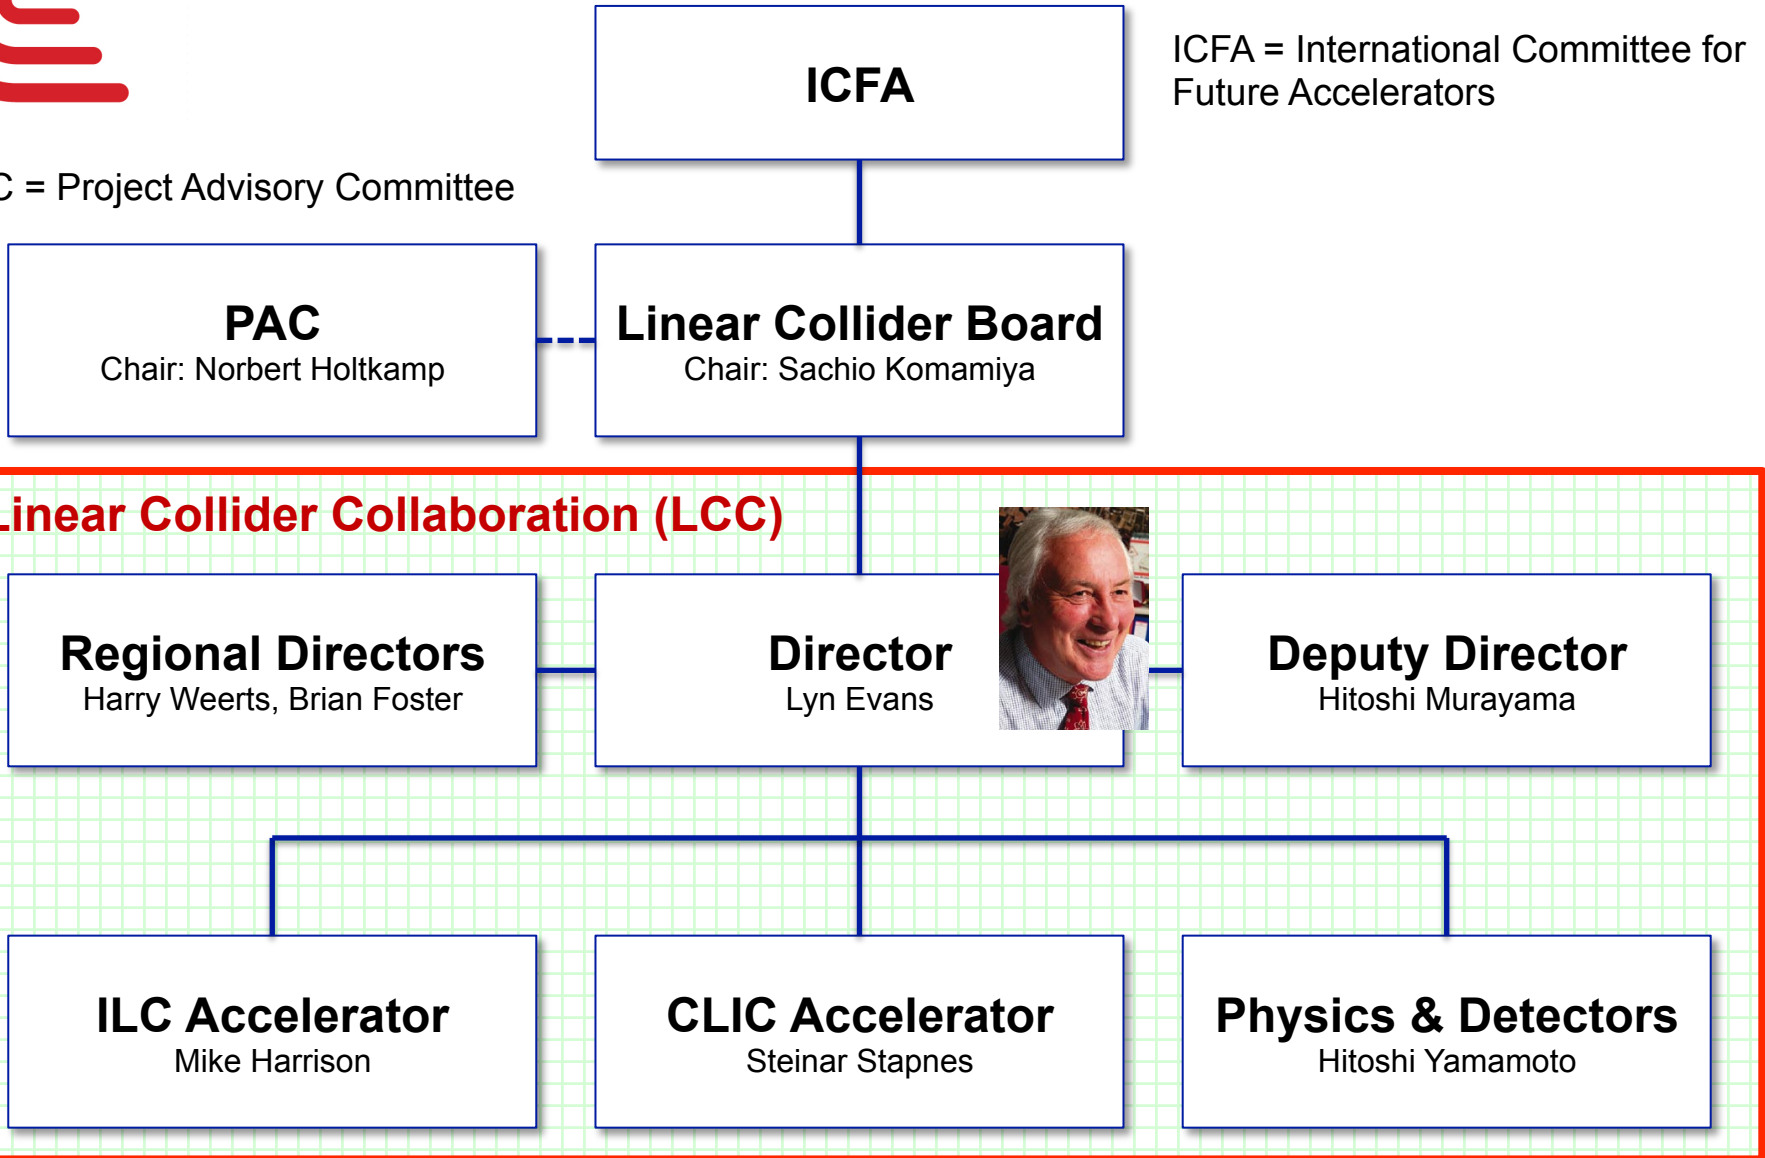 ICFA
ICFA = International Committee for
Future Accelerators
C = Project Advisory Committee
PAC
Chair: Norbert Holtkamp
Linear Collider Board
Chair: Sachio Komamiya
Linear Collider Collaboration (LCC)
Regional Directors
Harry Weerts, Brian Foster
Director
Lyn Evans
Deputy Director
Hitoshi Murayama
ILC Accelerator
Mike Harrison
CLIC Accelerator
Steinar Stapnes
Physics & Detectors
Hitoshi Yamamoto